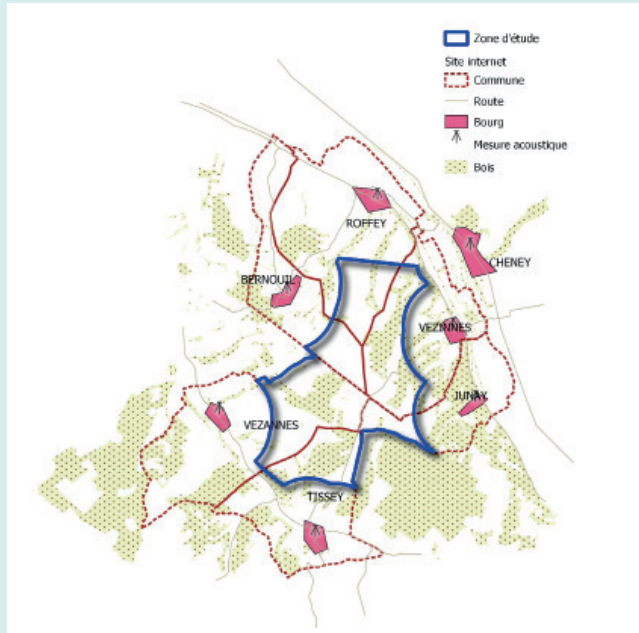 Zone d'étude
Site internet
Commune
Route
Bourg
Mesure acoustique
Bois
ROFFEY
CHENEY
BERNOUIL
VEZINNES
JUNAY
VEZANNES
TISSEY